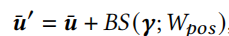 ū′ = ū + BS(γ; W_pos),